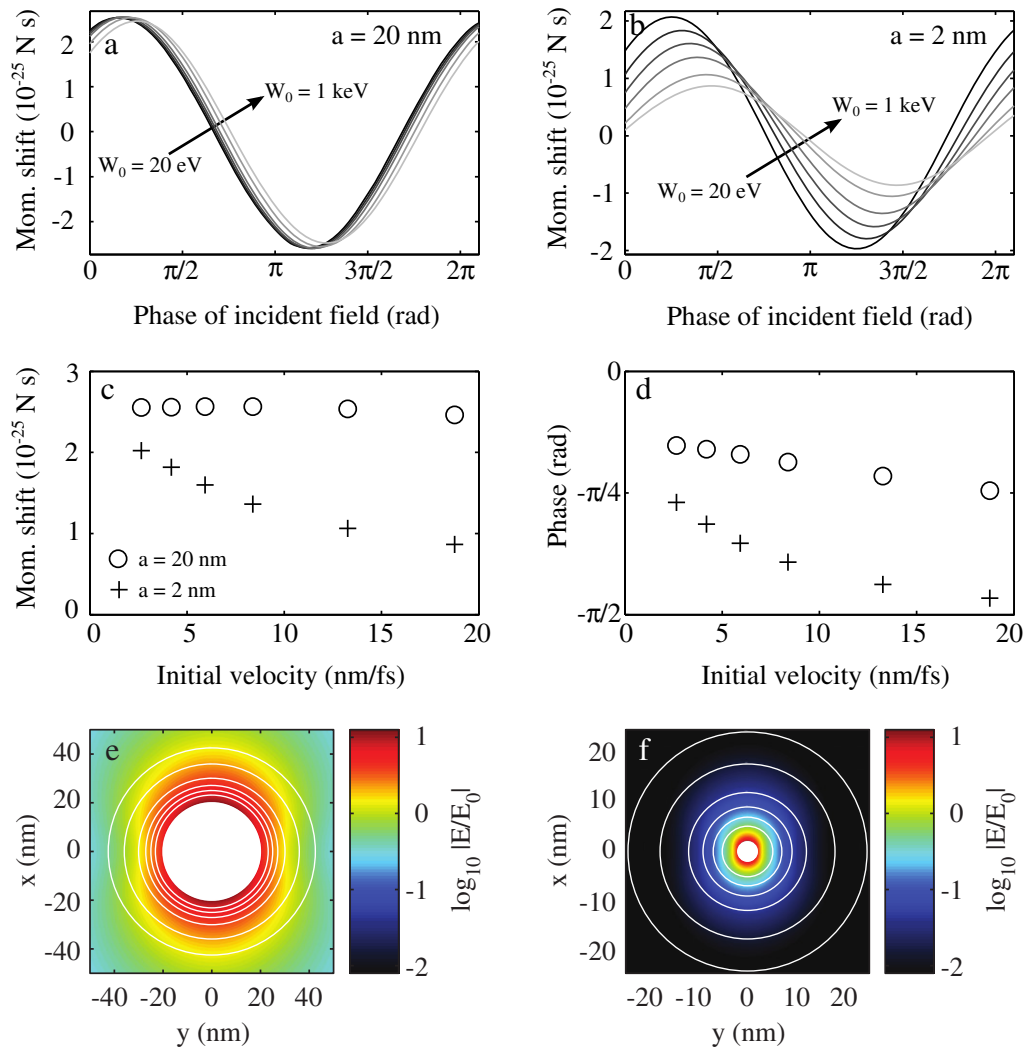 a
a = 20 nm
W0 = 1 keV
W0 = 20 eV
Mom. shift (10-25 N s)
2
1
0
-1
-2
0 π/2 π 3π/2 2π
Phase of incident field (rad)
b
a = 2 nm
W0 = 1 keV
W0 = 20 eV
Mom. shift (10-25 N s)
2
1
0
-1
-2
0 π/2 π 3π/2 2π
Phase of incident field (rad)
c
Mom. shift (10-25 N s)
3
2
1
0
a = 20 nm
a = 2 nm
0 5 10 15 20
Initial velocity (nm/fs)
d
Phase (rad)
0
-π/4
-π/2
0 5 10 15 20
Initial velocity (nm/fs)
e
x (nm)
40
20
0
-20
-40
-40 -20 0 20 40
y (nm)
1
0
-1
-2
log10 |E/E0|
f
x (nm)
20
10
0
-10
-20
-20 -10 0 10 20
y (nm)
1
0
-1
-2
log10 |E/E0|